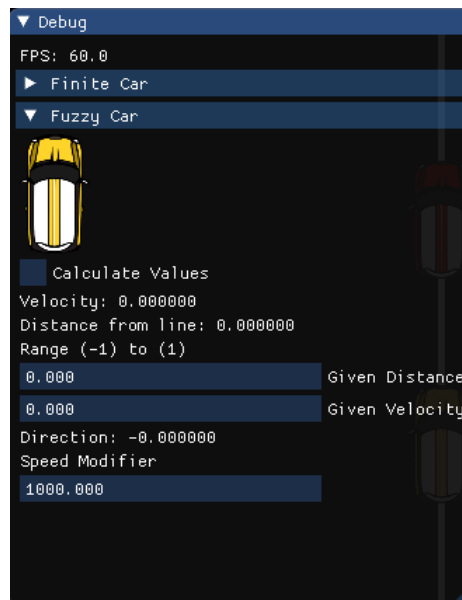 Debug
FPS: 60.0
Finite Car
Fuzzy Car
Calculate Values
Velocity: 0.000000
Distance from line: 0.000000
Range (-1) to (1)
0.000 Given Distance
0.000 Given Velocity
Direction: -0.000000
Speed Modifier
1000.000